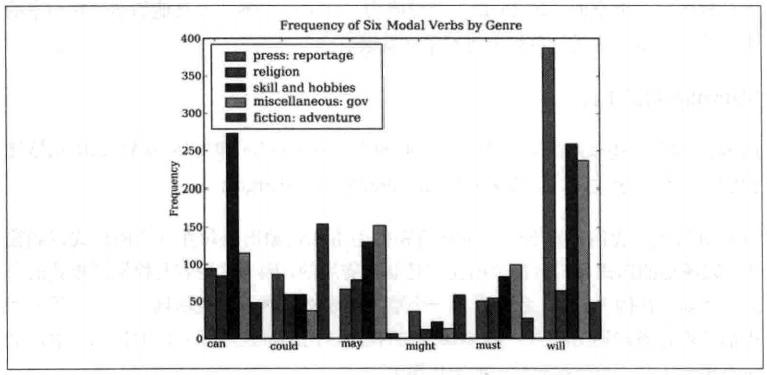 Frequency of Six Modal Verbs by Genre
400
350
300
250
200
150
100
50
0
Frequency
press: reportage
religion
skill and hobbies
miscellaneous: gov
fiction: adventure
can could may might must will